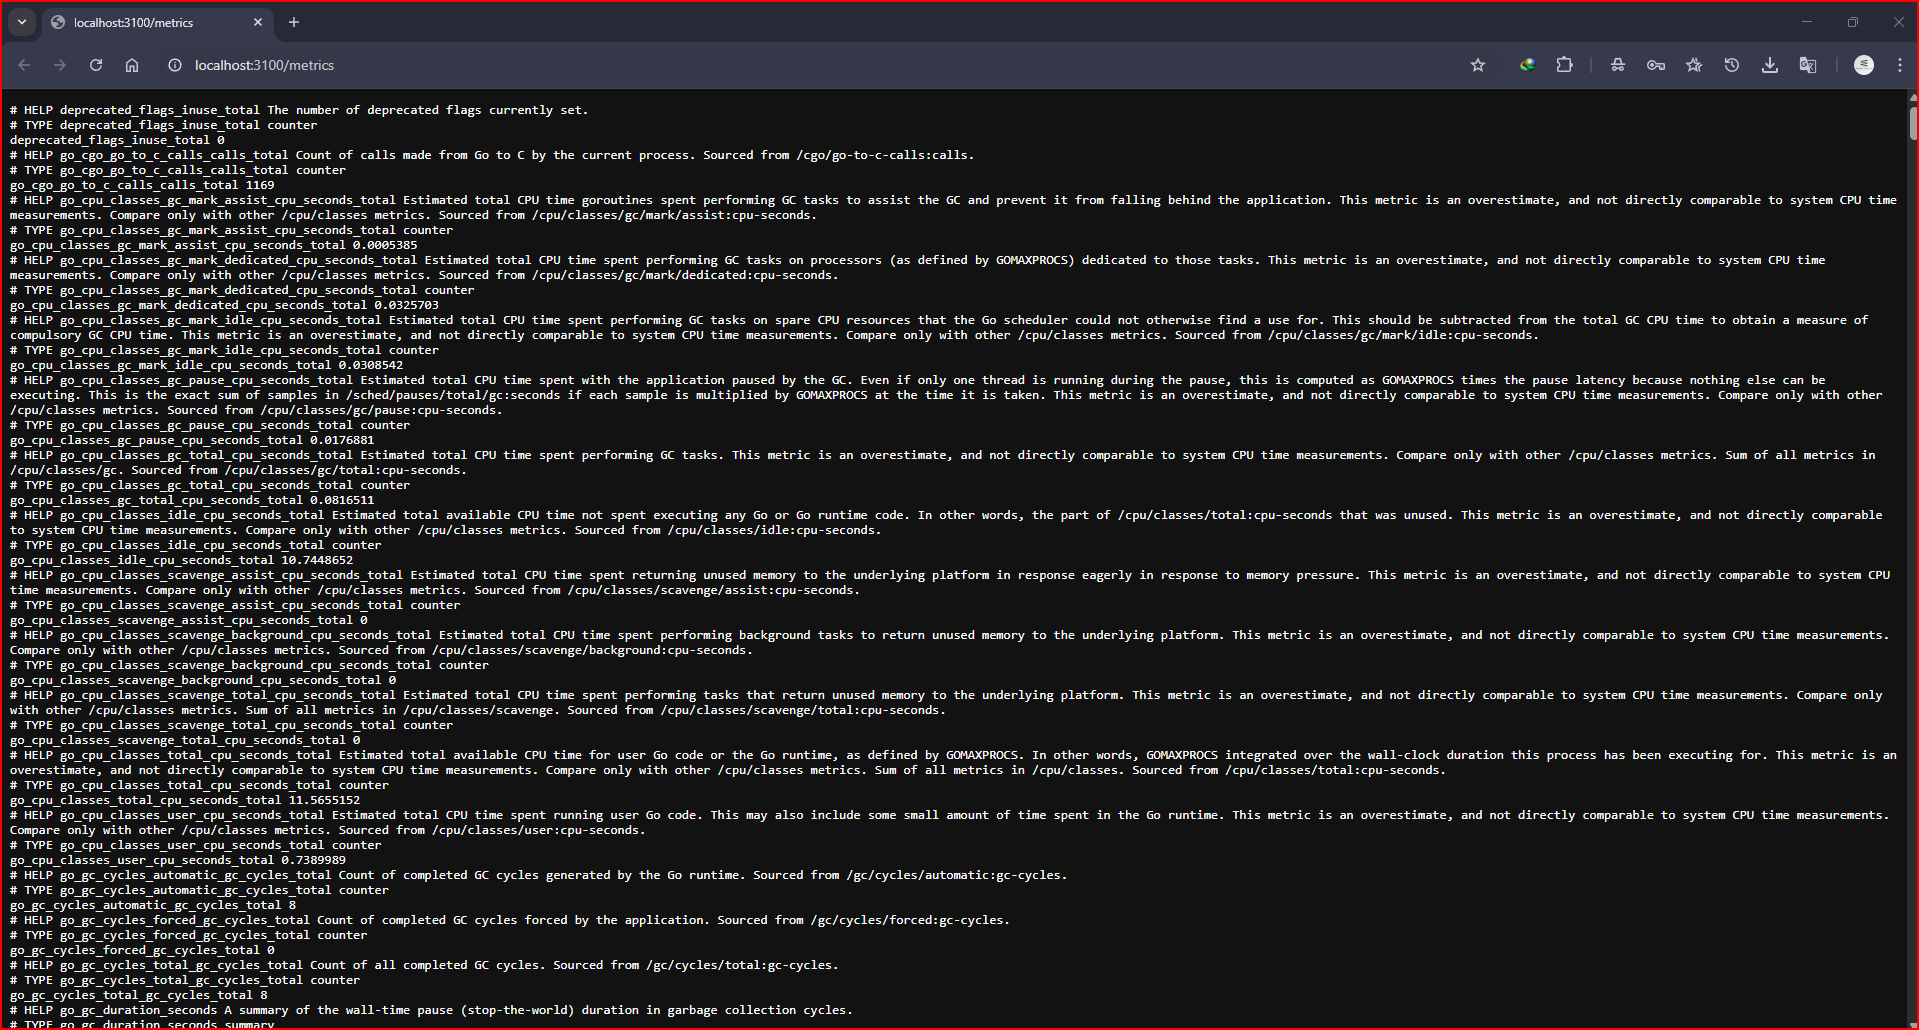 localhost:3100/metrics
localhost:3100/metrics
# HELP deprecated_flags_inuse_total The number of deprecated flags currently set.
# TYPE deprecated_flags_inuse_total counter
deprecated_flags_inuse_total 0
# HELP go_cgo_go_to_c_calls_calls_total Count of calls made from Go to C by the current process. Sourced from /cgo/go-to-c-calls:calls.
# TYPE go_cgo_go_to_c_calls_calls_total counter
go_cgo_go_to_c_calls_calls_total 1169
# HELP go_cpu_classes_gc_mark_assist_cpu_seconds_total Estimated total CPU time goroutines spent performing GC tasks to assist the GC and prevent it from falling behind the application. This metric is an overestimate, and not directly comparable to system CPU time
measurements. Compare only with other /cpu/classes metrics. Sourced from /cpu/classes/gc/mark/assist:cpu-seconds.
# TYPE go_cpu_classes_gc_mark_assist_cpu_seconds_total counter
go_cpu_classes_gc_mark_assist_cpu_seconds_total 0.0005385
# HELP go_cpu_classes_gc_mark_dedicated_cpu_seconds_total Estimated total CPU time spent performing GC tasks on processors (as defined by GOMAXPROCS) dedicated to those tasks. This metric is an overestimate, and not directly comparable to system CPU time
measurements. Compare only with other /cpu/classes metrics. Sourced from /cpu/classes/gc/mark/dedicated:cpu-seconds.
# TYPE go_cpu_classes_gc_mark_dedicated_cpu_seconds_total counter
go_cpu_classes_gc_mark_dedicated_cpu_seconds_total 0.0325703
# HELP go_cpu_classes_gc_mark_idle_cpu_seconds_total Estimated total CPU time spent performing GC tasks on spare CPU resources that the Go scheduler could not otherwise find a use for. This should be subtracted from the total GC CPU time to obtain a measure of
compulsory GC CPU time. This metric is an overestimate, and not directly comparable to system CPU time measurements. Compare only with other /cpu/classes metrics. Sourced from /cpu/classes/gc/mark/idle:cpu-seconds.
# TYPE go_cpu_classes_gc_mark_idle_cpu_seconds_total counter
go_cpu_classes_gc_mark_idle_cpu_seconds_total 0.0308542
# HELP go_cpu_classes_gc_pause_cpu_seconds_total Estimated total CPU time spent with the application paused by the GC. Even if only one thread is running during the pause, this is computed as GOMAXPROCS times the pause latency because nothing else can be
executing. This is the exact sum of samples in /sched/pauses/total/gc:seconds if each sample is multiplied by GOMAXPROCS at the time it is taken. This metric is an overestimate, and not directly comparable to system CPU time measurements. Compare only with other
/cpu/classes metrics. Sourced from /cpu/classes/gc/pause:cpu-seconds.
# TYPE go_cpu_classes_gc_pause_cpu_seconds_total counter
go_cpu_classes_gc_pause_cpu_seconds_total 0.0176881
# HELP go_cpu_classes_gc_total_cpu_seconds_total Estimated total CPU time spent performing GC tasks. This metric is an overestimate, and not directly comparable to system CPU time measurements. Compare only with other /cpu/classes metrics. Sum of all metrics in
/cpu/classes/gc. Sourced from /cpu/classes/gc/total:cpu-seconds.
# TYPE go_cpu_classes_gc_total_cpu_seconds_total counter
go_cpu_classes_gc_total_cpu_seconds_total 0.0816511
# HELP go_cpu_classes_idle_cpu_seconds_total Estimated total available CPU time not spent executing any Go or Go runtime code. In other words, the part of /cpu/classes/total:cpu-seconds that was unused. This metric is an overestimate, and not directly comparable
to system CPU time measurements. Compare only with other /cpu/classes metrics. Sourced from /cpu/classes/idle:cpu-seconds.
# TYPE go_cpu_classes_idle_cpu_seconds_total counter
go_cpu_classes_idle_cpu_seconds_total 10.7448652
# HELP go_cpu_classes_scavenge_assist_cpu_seconds_total Estimated total CPU time spent returning unused memory to the underlying platform in response eagerly in response to memory pressure. This metric is an overestimate, and not directly comparable to system CPU
time measurements. Compare only with other /cpu/classes metrics. Sourced from /cpu/classes/scavenge/assist:cpu-seconds.
# TYPE go_cpu_classes_scavenge_assist_cpu_seconds_total counter
go_cpu_classes_scavenge_assist_cpu_seconds_total 0
# HELP go_cpu_classes_scavenge_background_cpu_seconds_total Estimated total CPU time spent performing background tasks to return unused memory to the underlying platform. This metric is an overestimate, and not directly comparable to system CPU time measurements.
Compare only with other /cpu/classes metrics. Sourced from /cpu/classes/scavenge/background:cpu-seconds.
# TYPE go_cpu_classes_scavenge_background_cpu_seconds_total counter
go_cpu_classes_scavenge_background_cpu_seconds_total 0
# HELP go_cpu_classes_scavenge_total_cpu_seconds_total Estimated total CPU time spent performing tasks that return unused memory to the underlying platform. This metric is an overestimate, and not directly comparable to system CPU time measurements. Compare only
with other /cpu/classes metrics. Sum of all metrics in /cpu/classes/scavenge. Sourced from /cpu/classes/scavenge/total:cpu-seconds.
# TYPE go_cpu_classes_scavenge_total_cpu_seconds_total counter
go_cpu_classes_scavenge_total_cpu_seconds_total 0
# HELP go_cpu_classes_total_cpu_seconds_total Estimated total available CPU time for user Go code or the Go runtime, as defined by GOMAXPROCS. In other words, GOMAXPROCS integrated over the wall-clock duration this process has been executing for. This metric is an
overestimate, and not directly comparable to system CPU time measurements. Compare only with other /cpu/classes metrics. Sum of all metrics in /cpu/classes. Sourced from /cpu/classes/total:cpu-seconds.
# TYPE go_cpu_classes_total_cpu_seconds_total counter
go_cpu_classes_total_cpu_seconds_total 11.5655152
# HELP go_cpu_classes_user_cpu_seconds_total Estimated total CPU time spent running user Go code. This may also include some small amount of time spent in the Go runtime. This metric is an overestimate, and not directly comparable to system CPU time measurements.
Compare only with other /cpu/classes metrics. Sourced from /cpu/classes/user:cpu-seconds.
# TYPE go_cpu_classes_user_cpu_seconds_total counter
go_cpu_classes_user_cpu_seconds_total 0.7389989
# HELP go_gc_cycles_automatic_gc_cycles_total Count of completed GC cycles generated by the Go runtime. Sourced from /gc/cycles/automatic:gc-cycles.
# TYPE go_gc_cycles_automatic_gc_cycles_total counter
go_gc_cycles_automatic_gc_cycles_total 8
# HELP go_gc_cycles_forced_gc_cycles_total Count of completed GC cycles forced by the application. Sourced from /gc/cycles/forced:gc-cycles.
# TYPE go_gc_cycles_forced_gc_cycles_total counter
go_gc_cycles_forced_gc_cycles_total 0
# HELP go_gc_cycles_total_gc_cycles_total Count of all completed GC cycles. Sourced from /gc/cycles/total:gc-cycles.
# TYPE go_gc_cycles_total_gc_cycles_total counter
go_gc_cycles_total_gc_cycles_total 8
# HELP go_gc_duration_seconds A summary of the wall-time pause (stop-the-world) duration in garbage collection cycles.
# TYPE go_gc_duration_seconds summary